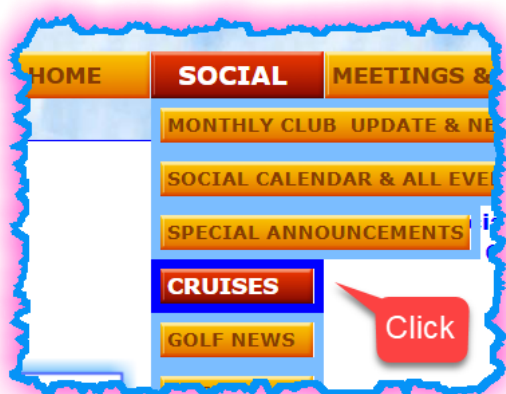 HOME SOCIAL MEETINGS &
MONTHLY CLUB UPDATE & NE
SOCIAL CALENDAR & ALL EVE
SPECIAL ANNOUNCEMENTS
CRUISES
Click
GOLF NEWS